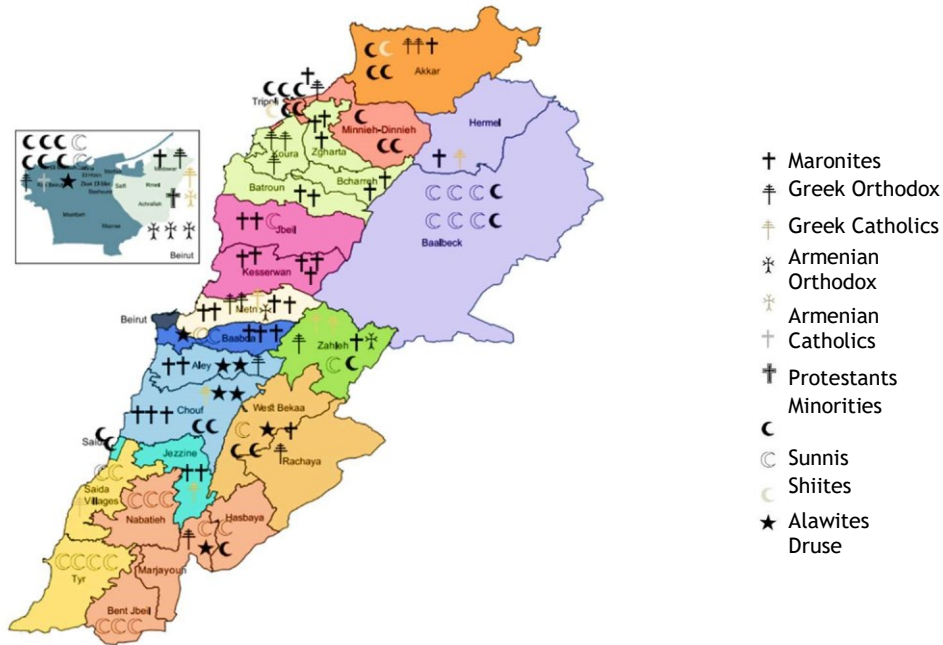 Akkar
Tripoli
Minnieh-Dinnieh
Hermel
Koura
Zgharta
Bcharreh
Batroun
Baalbeck
Jbeil
Kesserwan
Metn
Beirut
Baabda
Zahleh
Aley
Chouf
West Bekaa
Saida
Jezzine
Rachaya
Saida
Villages
Nabatieh
Hasbaya
Tyr
Marjayoun
Bent Jbeil
Achrafieh
Mazraa
Beirut
Maronites
Greek Orthodox
Greek Catholics
Armenian
Orthodox
Armenian
Catholics
Protestants
Minorities
Sunnis
Shiites
Alawites
Druse